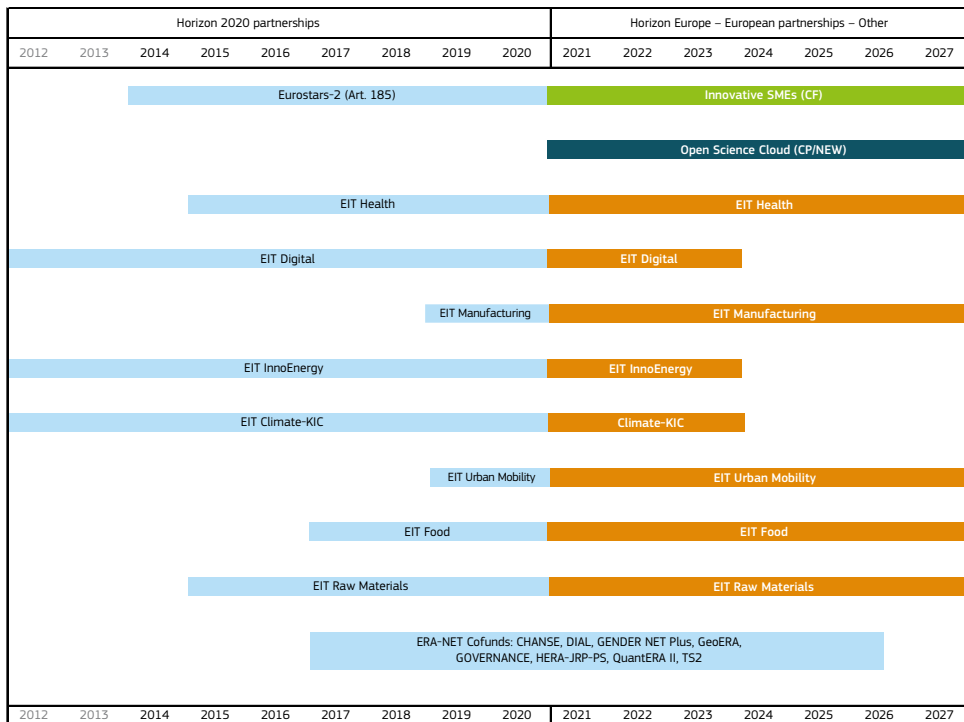 Horizon 2020 partnerships
Horizon Europe – European partnerships – Other
2012 2013 2014 2015 2016 2017 2018 2019 2020 2021 2022 2023 2024 2025 2026 2027
Eurostars-2 (Art. 185)
Innovative SMEs (CF)
Open Science Cloud (CP/NEW)
EIT Health
EIT Health
EIT Digital
EIT Digital
EIT Manufacturing
EIT Manufacturing
EIT InnoEnergy
EIT InnoEnergy
EIT Climate-KIC
Climate-KIC
EIT Urban Mobility
EIT Urban Mobility
EIT Food
EIT Food
EIT Raw Materials
EIT Raw Materials
ERA-NET Cofunds: CHANSE, DIAL, GENDER NET Plus, GeoERA,
GOVERNANCE, HERA-JRP-PS, QuantERA II, TS2
2012 2013 2014 2015 2016 2017 2018 2019 2020 2021 2022 2023 2024 2025 2026 2027